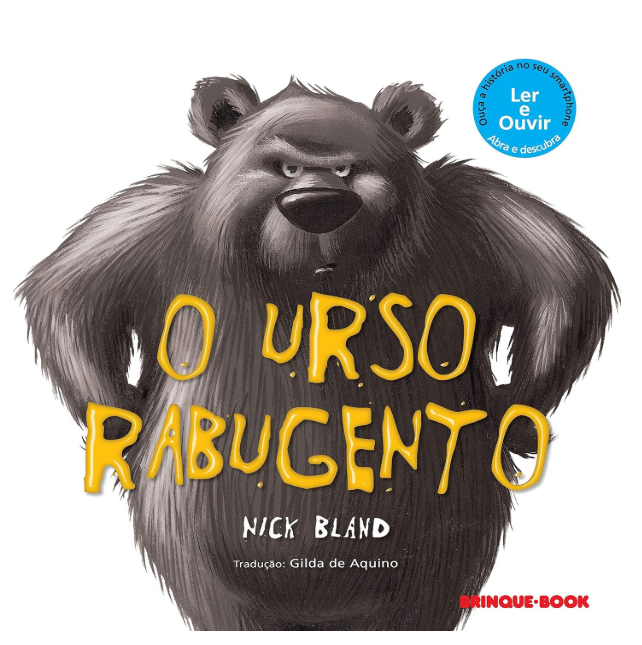 Ouça a história no seu smartphone
Ler
e
Ouvir
Abra e descubra
O URSO
RABUGENTO
NICK BLAND
Tradução: Gilda de Aquino
BRINQUE-BOOK